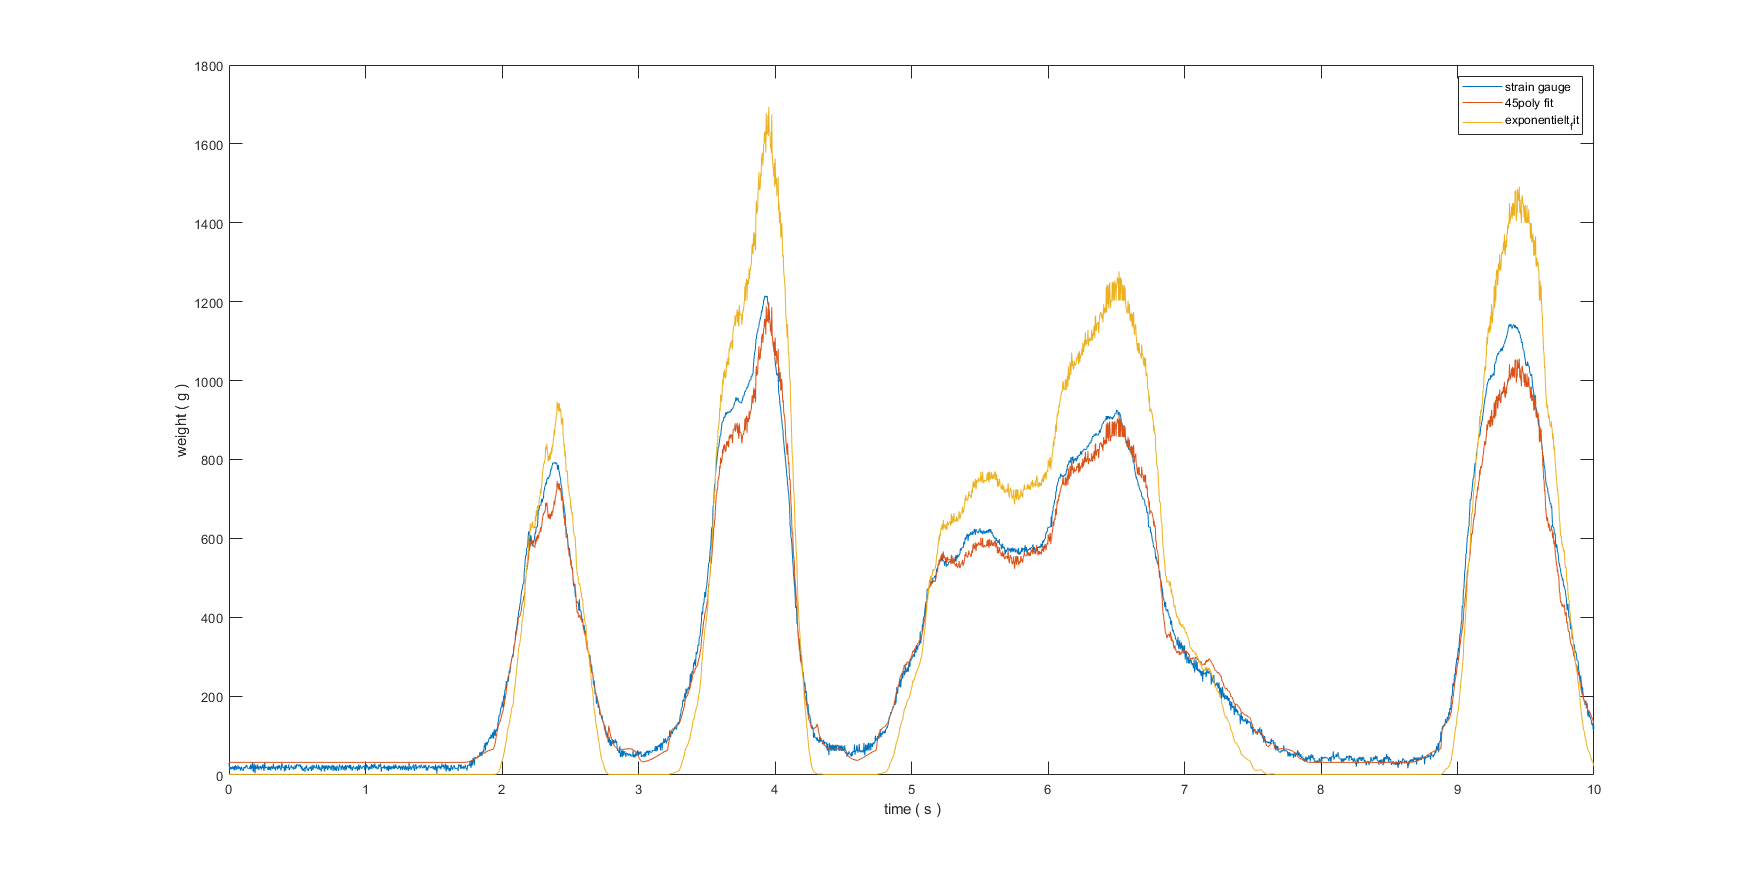 1800
1600
1400
1200
1000
800
600
400
200
0
weight ( g )
0 1 2 3 4 5 6 7 8 9 10
time ( s )
strain gauge
45poly fit
exponentielt_fit